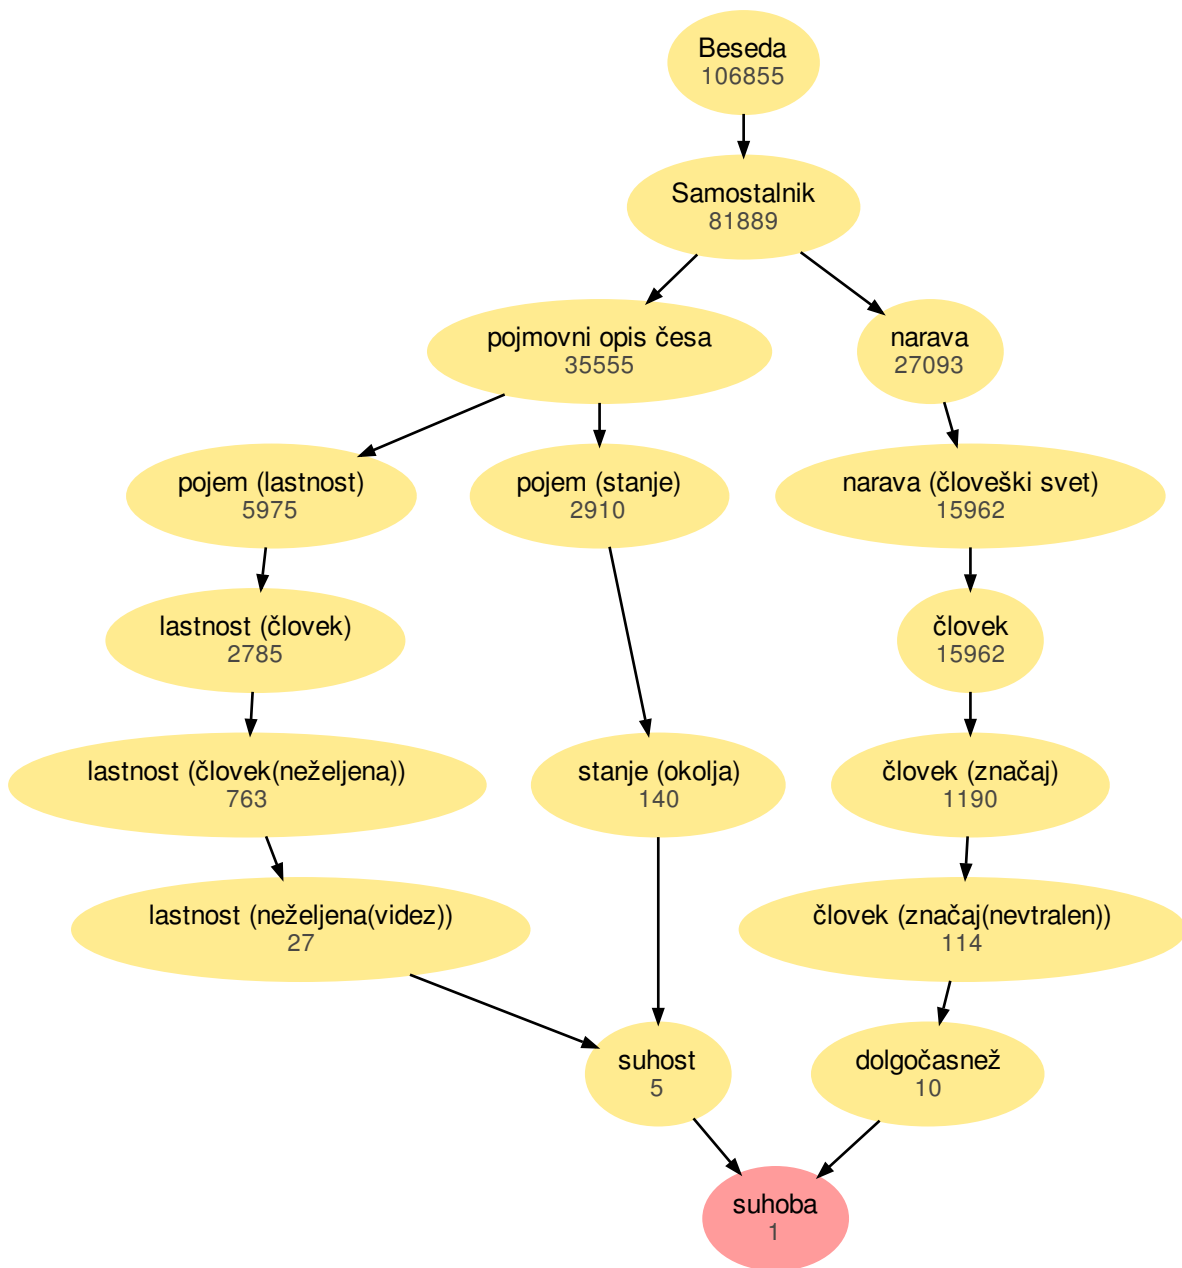 Beseda
106855
Samostalnik
81889
pojmovni opis česa
35555
narava
27093
pojem (lastnost)
5975
pojem (stanje)
2910
narava (človeški svet)
15962
lastnost (človek)
2785
človek
15962
lastnost (človek(neželjena))
763
stanje (okolja)
140
človek (značaj)
1190
lastnost (neželjena(videz))
27
človek (značaj(nevtralen))
114
suhost
5
dolgočasnež
10
suhoba
1